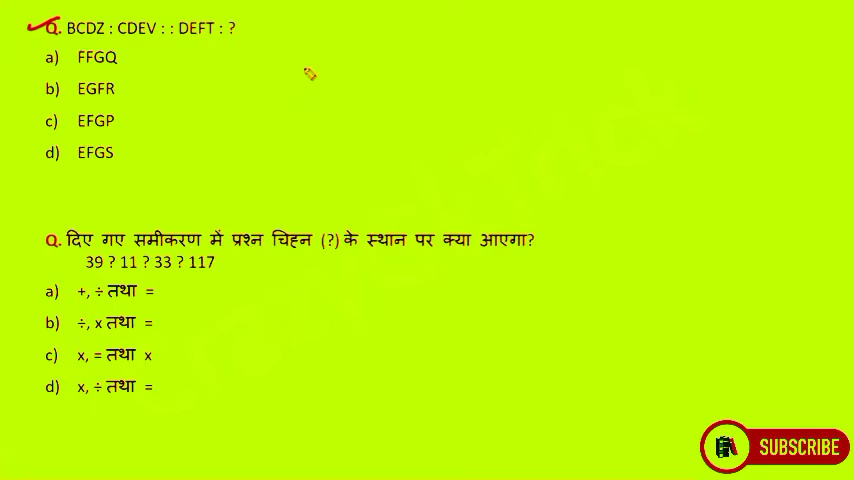 Q. BCDZ : CDEV : : DEFT : ?
a) FFGQ
b) EGFR
c) EFGP
d) EFGS
Q. दिए गए समीकरण में प्रश्न चिह्न (?) के स्थान पर क्या आएगा?
39 ? 11 ? 33 ? 117
a) +, ÷ तथा =
b) ÷, x तथा =
c) x, = तथा x
d) x, ÷ तथा =
SUBSCRIBE